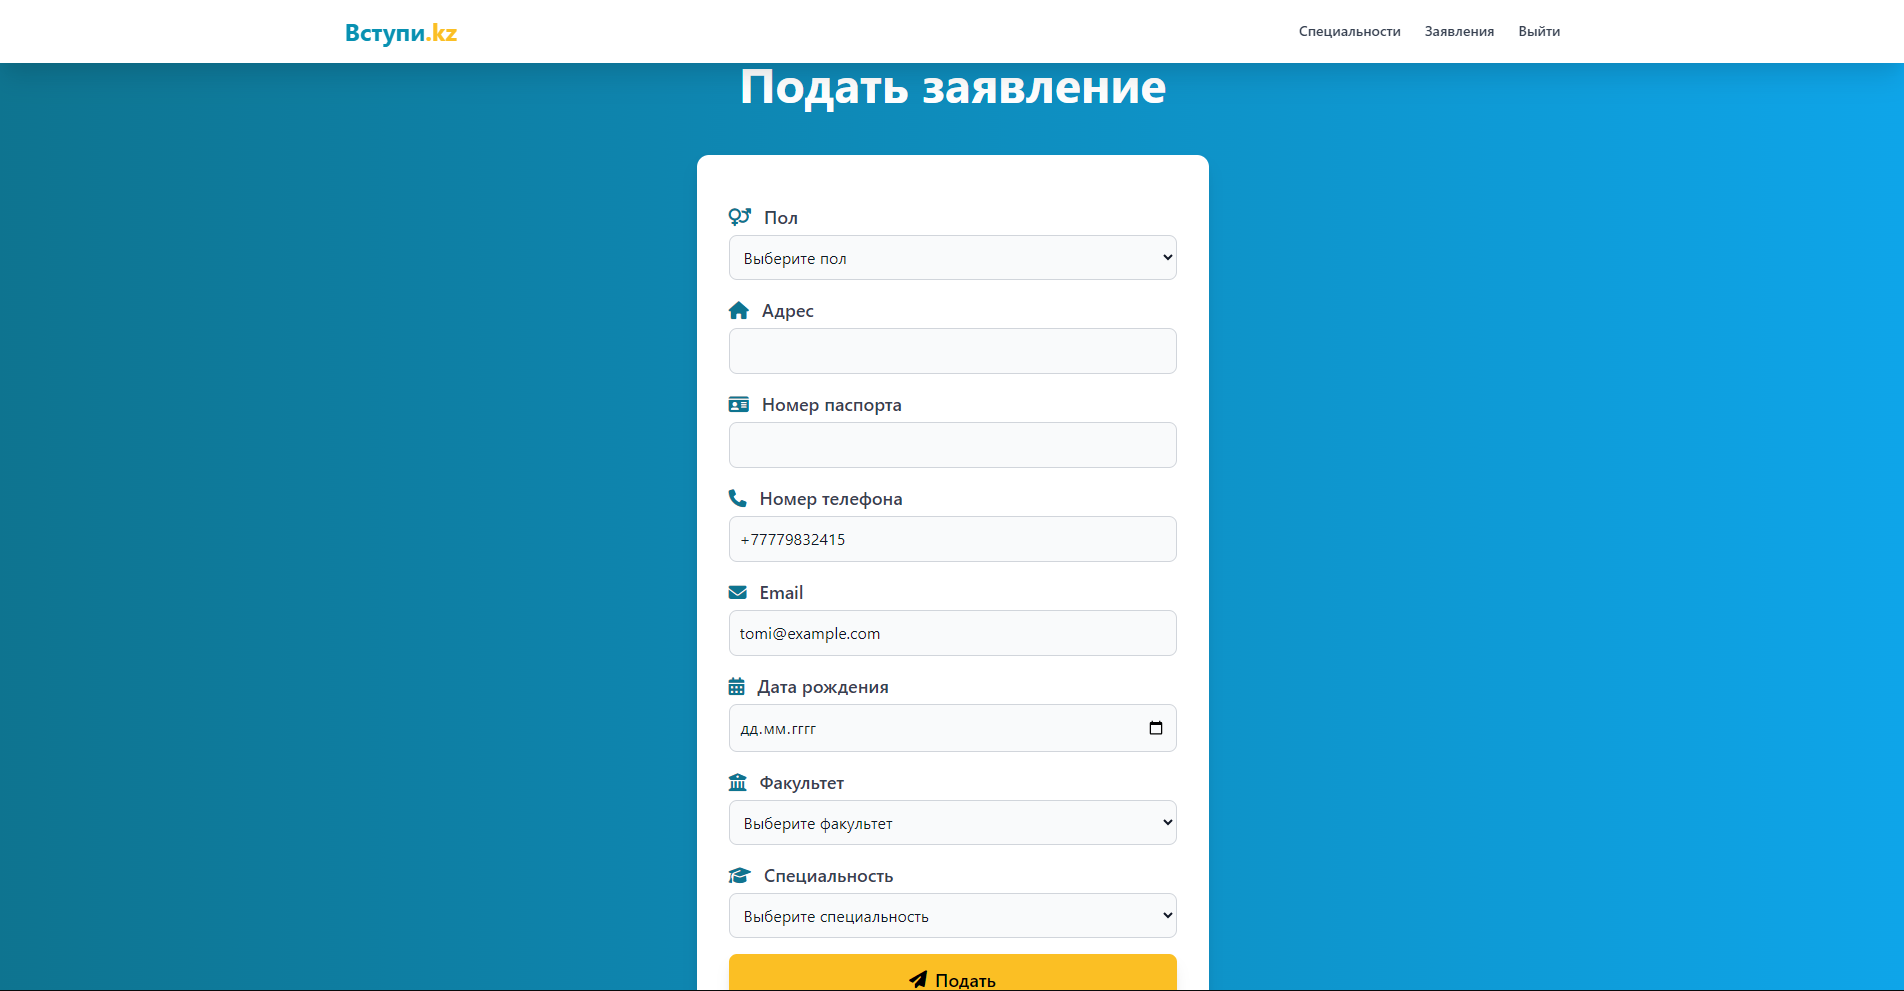 Вступи.kz
Специальности Заявления Выйти
Подать заявление
Пол
Выберите пол
Адрес
Номер паспорта
Номер телефона
+77779832415
Email
tomi@example.com
Дата рождения
дд.мм.гггг
Факультет
Выберите факультет
Специальность
Выберите специальность
Подать